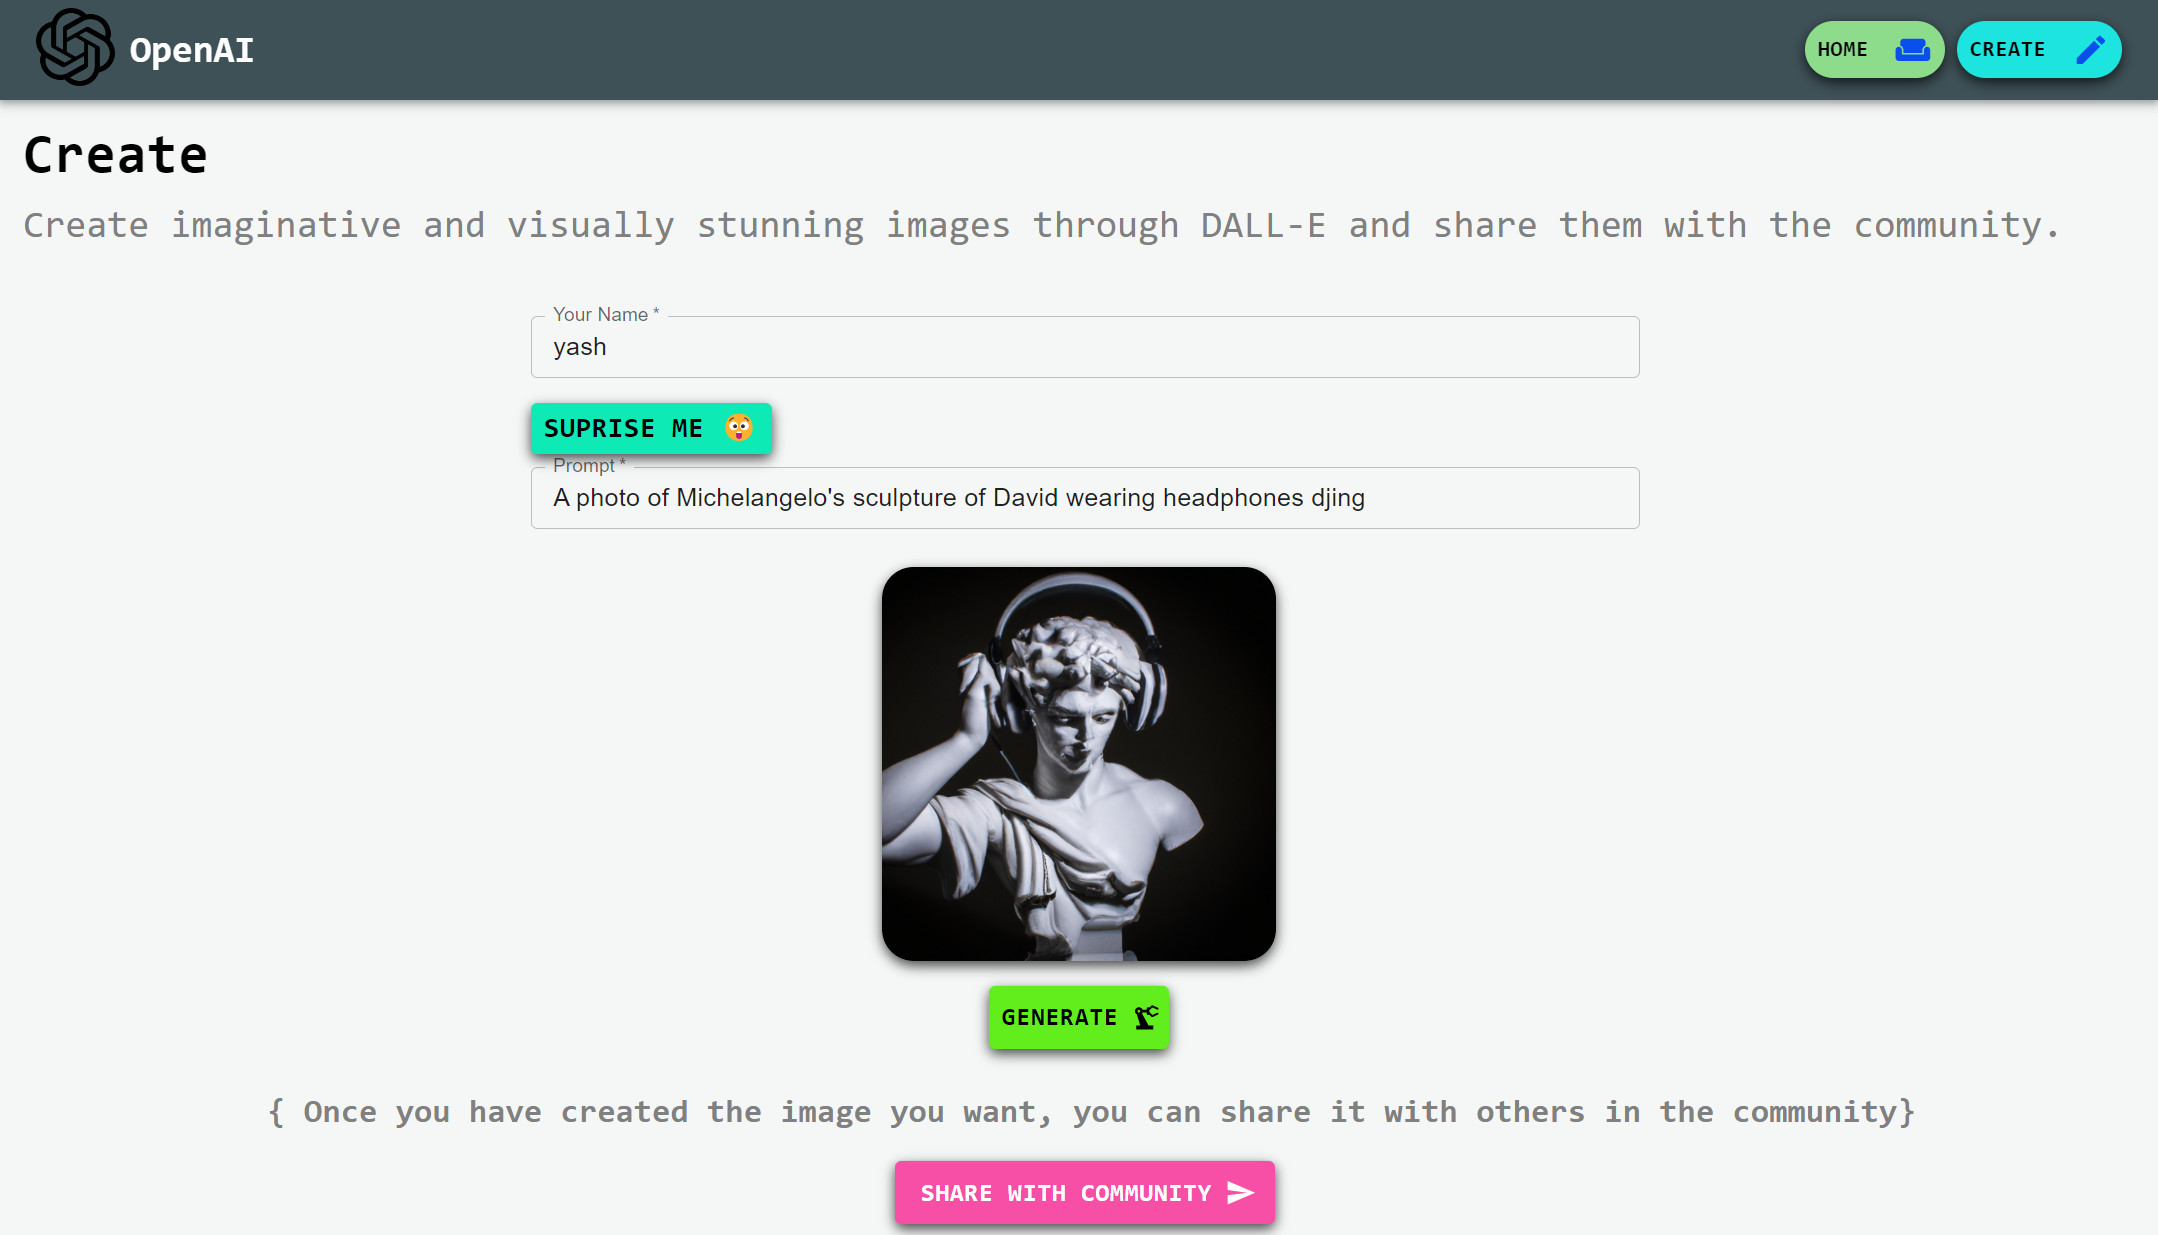 OpenAI
HOME
CREATE
Create
Create imaginative and visually stunning images through DALL-E and share them with the community.
Your Name *
yash
SUPRISE ME
Prompt *
A photo of Michelangelo's sculpture of David wearing headphones djing
GENERATE
{ Once you have created the image you want, you can share it with others in the community}
SHARE WITH COMMUNITY